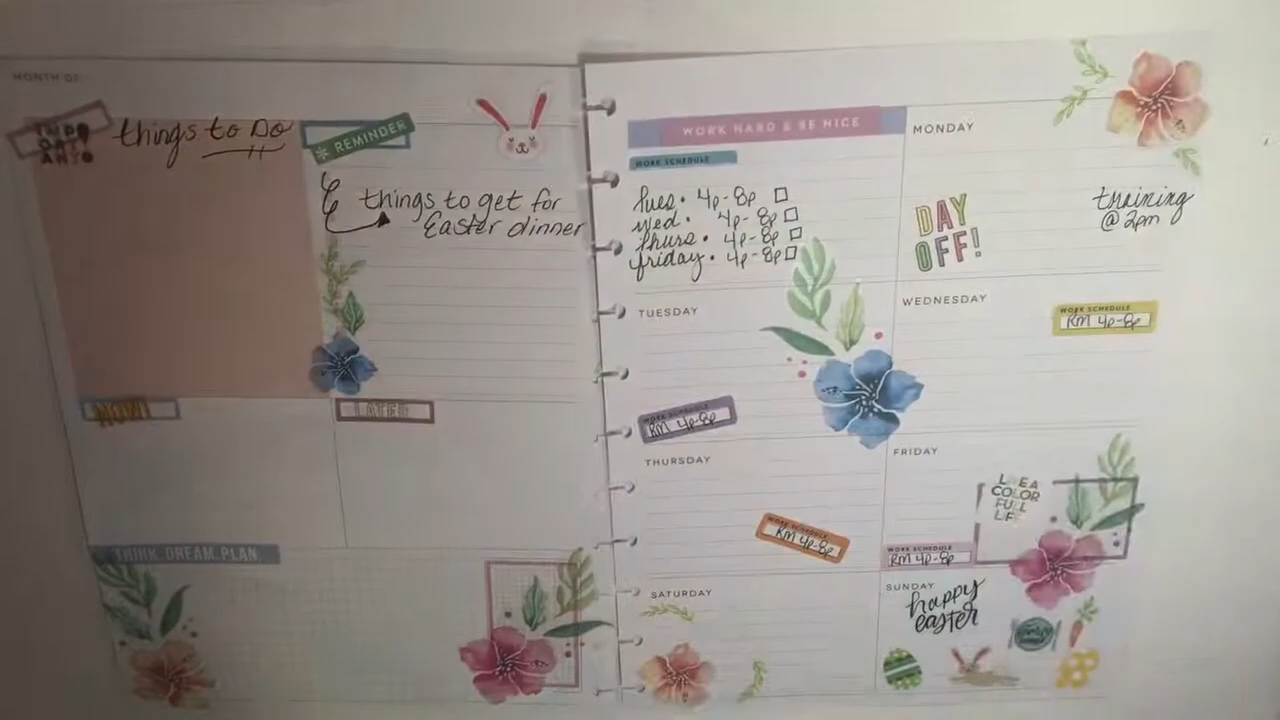 MONTH OF:
IMPORTANT
things to Do
* REMINDER
things to get for
Easter dinner
NOW
LATER
THINK. DREAM. PLAN.
WORK HARD & BE NICE
WORK SCHEDULE
tues • 4p-8p
wed • 4p-8p
thurs • 4p-8p
friday • 4p-8p
MONDAY
DAY
OFF!
training
@ 2pm
TUESDAY
WORK SCHEDULE
RM 4p-8p
WEDNESDAY
WORK SCHEDULE
RM 4p-8p
THURSDAY
WORK SCHEDULE
RM 4p-8p
FRIDAY
LIVE A
COLOR
FULL
LIFE
WORK SCHEDULE
RM 4p-8p
SATURDAY
SUNDAY
happy
easter